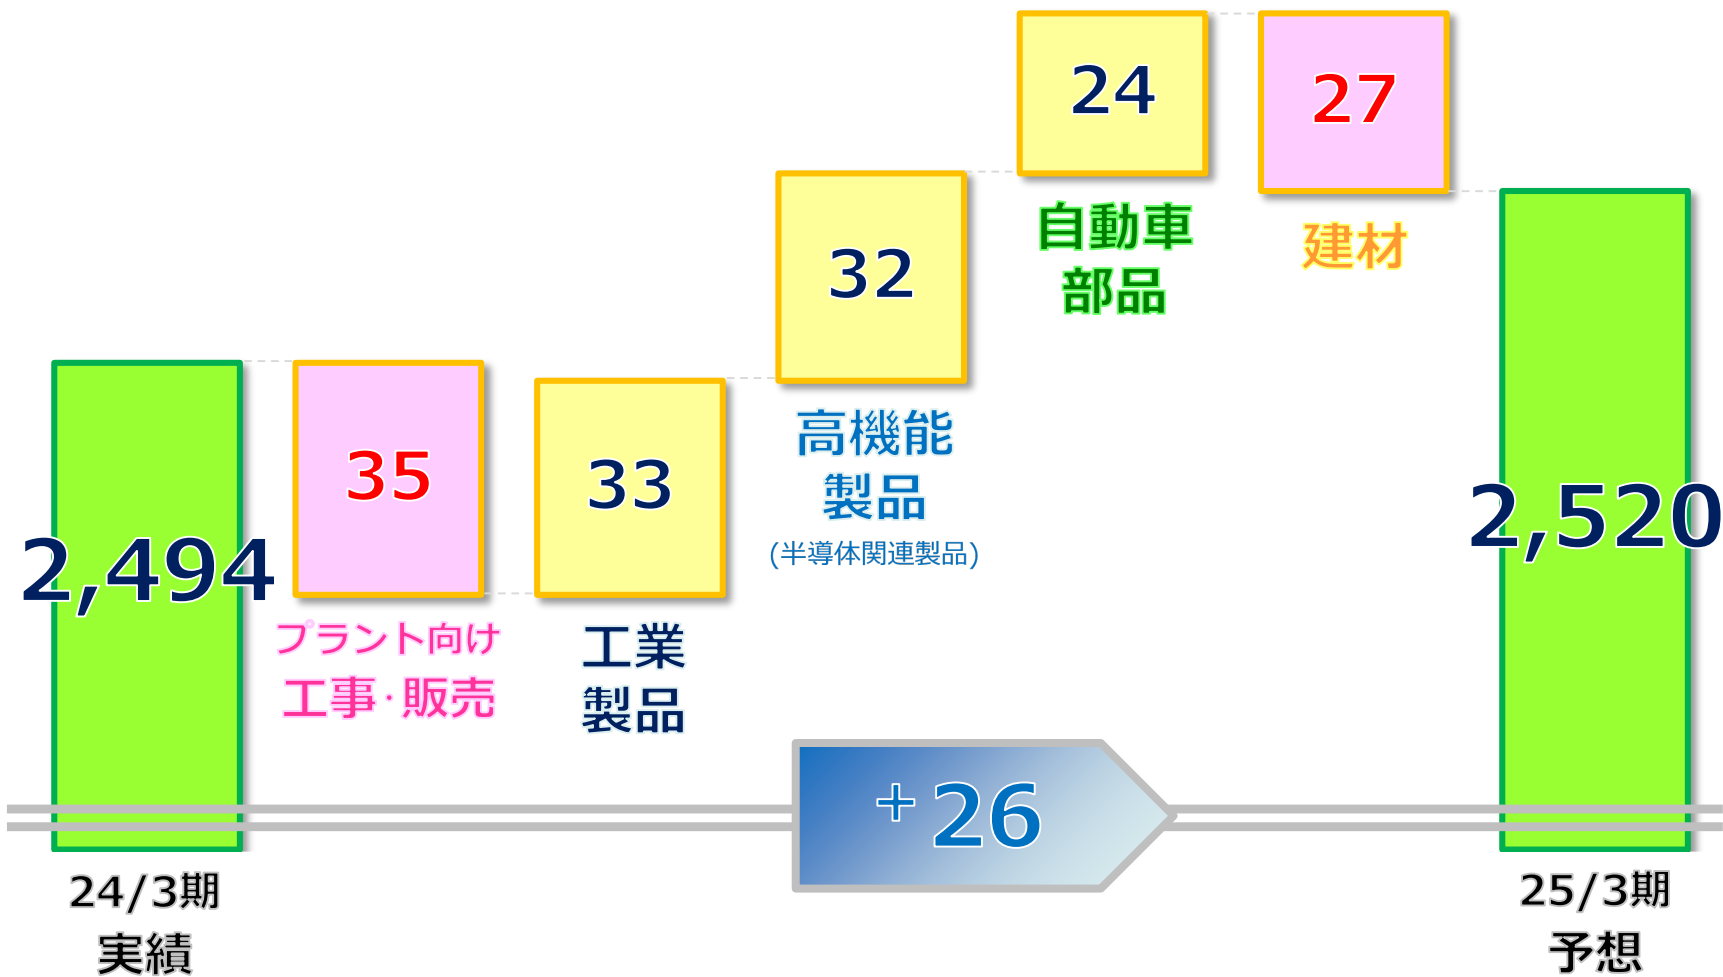 24
27
32
自動車
部品
建材
35
33
高機能
製品
(半導体関連製品)
2,494
2,520
プラント向け
工事・販売
工業
製品
+26
24/3期
実績
25/3期
予想